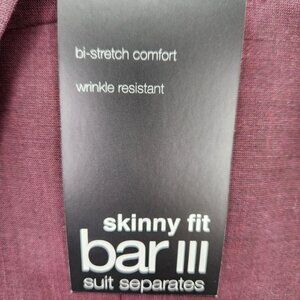 bi-stretch comfort
wrinkle resistant
skinny fit
bar III
suit separates